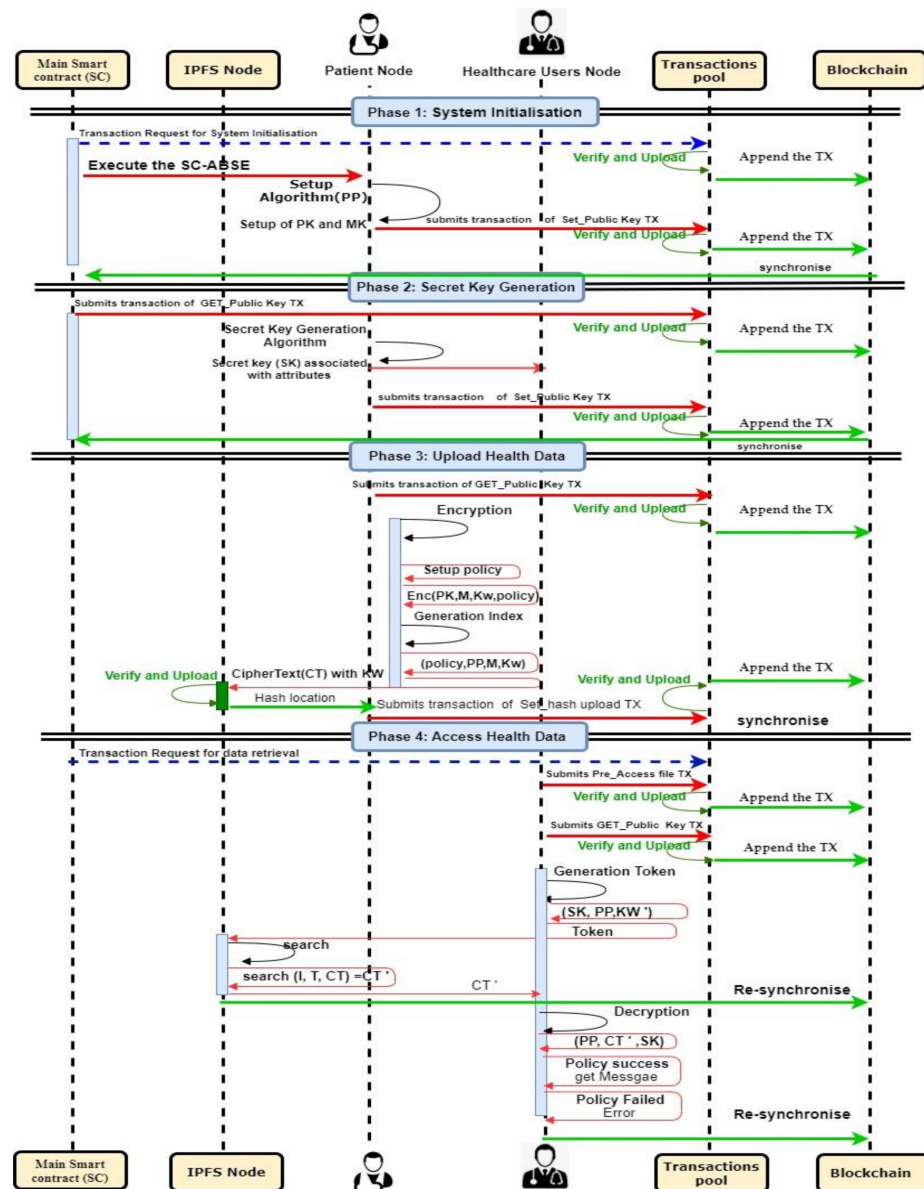 Main Smart
contract (SC)
IPFS Node
Patient Node
Healthcare Users Node
Transactions
pool
Blockchain
Phase 1: System Initialisation
Transaction Request for System Initialisation
Verify and Upload
Append the TX
Execute the SC-ABSE
Setup
Algorithm(PP)
Setup of PK and MK
submits transaction of Set_Public Key TX
Verify and Upload
Append the TX
synchronise
Phase 2: Secret Key Generation
Submits transaction of GET_Public Key TX
Secret Key Generation
Algorithm
Verify and Upload
Append the TX
Secret key (SK) associated
with attributes
submits transaction of Set_Public Key TX
Verify and Upload
Append the TX
synchronise
Phase 3: Upload Health Data
Submits transaction of GET_Public Key TX
Verify and Upload
Append the TX
Encryption
Setup policy
Enc(PK,M,Kw,policy)
Generation Index
(policy,PP,M,Kw)
CipherText(CT) with KW
Verify and Upload
Hash location
Verify and Upload
Append the TX
Submits transaction of Set_hash upload TX
synchronise
Phase 4: Access Health Data
Transaction Request for data retrieval
Submits Pre_Access file TX
Verify and Upload
Append the TX
Submits GET_Public Key TX
Verify and Upload
Append the TX
Generation Token
(SK, PP,KW ')
Token
search
search (I, T, CT) =CT '
CT '
Re-synchronise
Decryption
(PP, CT ' ,SK)
Policy success
get Messgae
Policy Failed
Error
Re-synchronise
Main Smart
contract (SC)
IPFS Node
Transactions
pool
Blockchain